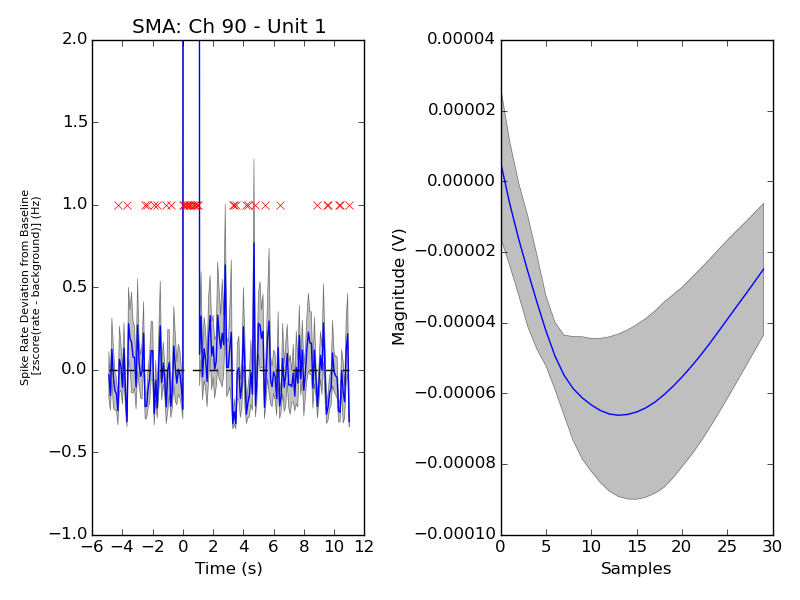 SMA: Ch 90 - Unit 1
2.0
1.5
1.0
0.5
0.0
−0.5
−1.0
−6 −4 −2 0 2 4 6 8 10 12
Time (s)
Spike Rate Deviation from Baseline
[zscore(rate - background)] (Hz)
0.00004
0.00002
0.00000
−0.00002
−0.00004
−0.00006
−0.00008
−0.00010
0 5 10 15 20 25 30
Samples
Magnitude (V)